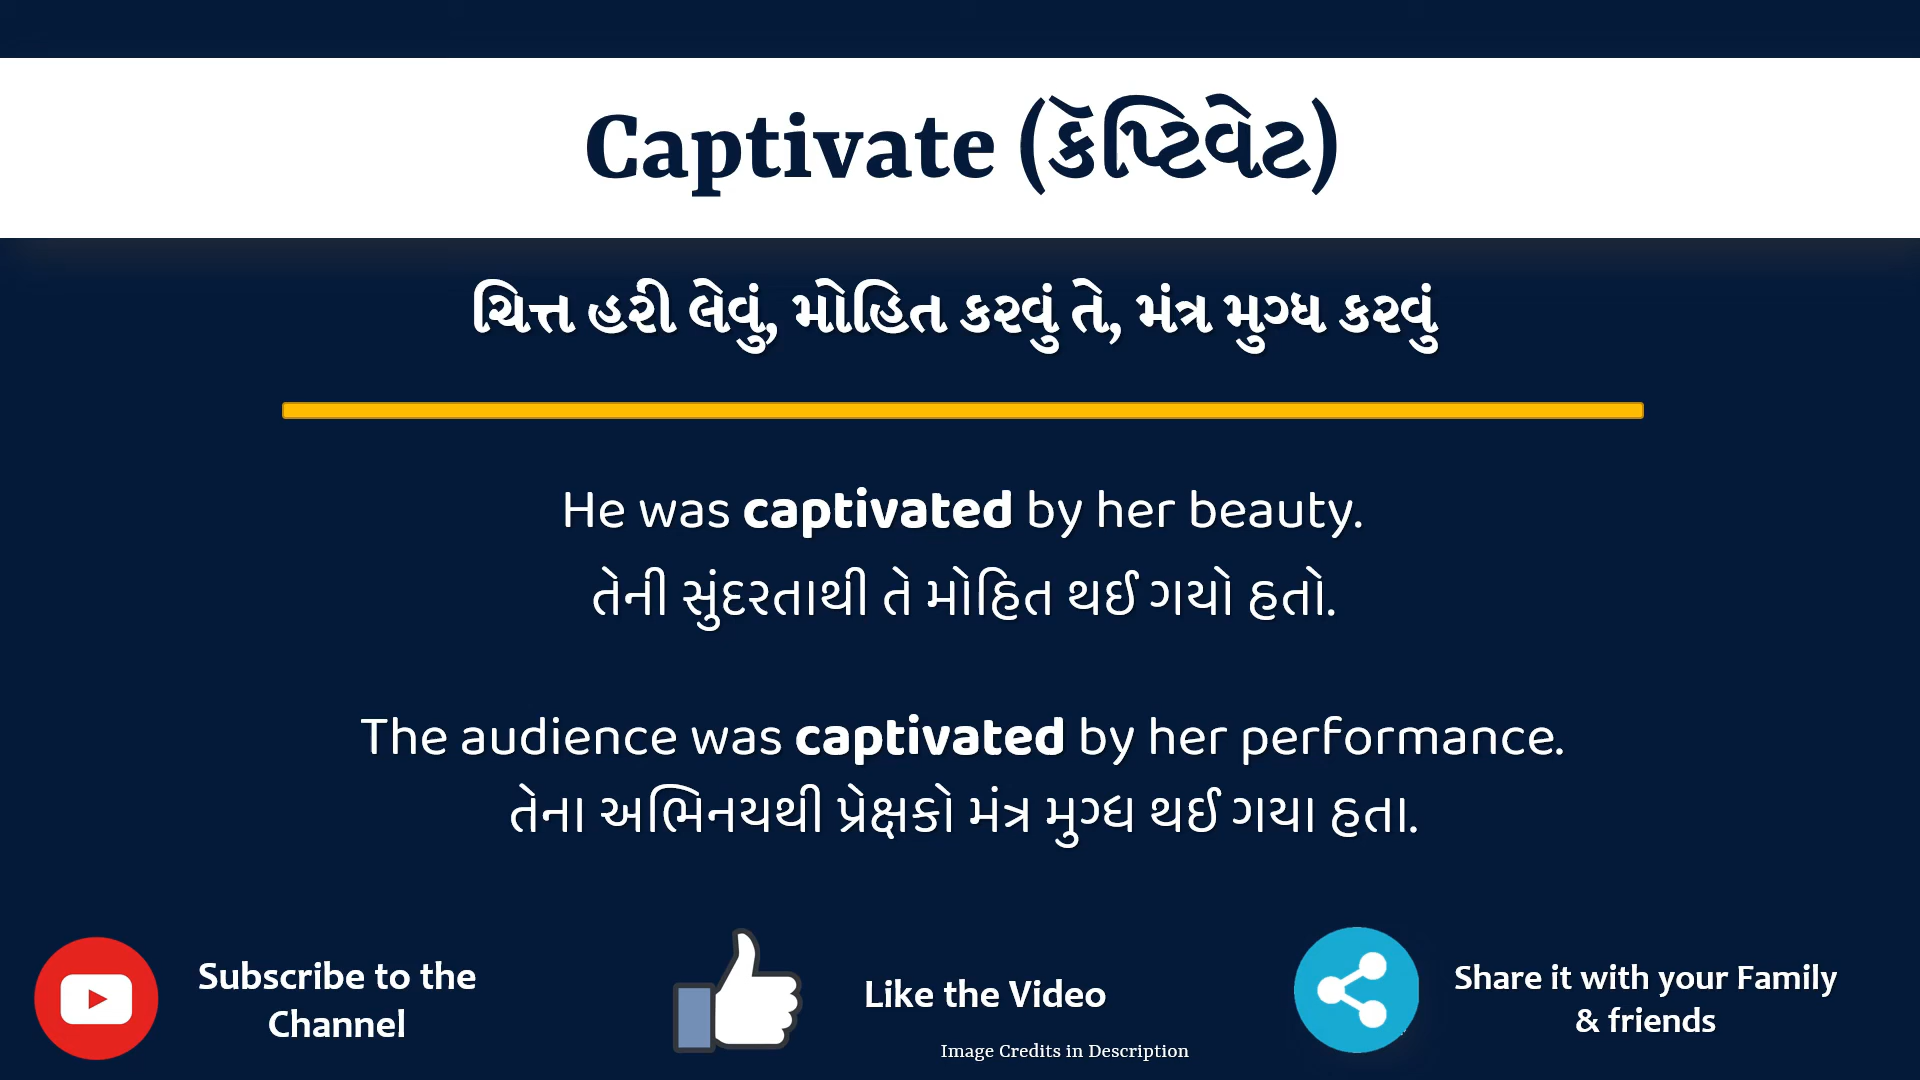 Captivate (કૅપ્ટિવેટ)
ચિત્ત હરી લેવું, મોહિત કરવું તે, મંત્ર મુગ્ધ કરવું
He was captivated by her beauty.
તેની સુંદરતાથી તે મોહિત થઈ ગયો હતો.
The audience was captivated by her performance.
તેના અભિનયથી પ્રેક્ષકો મંત્ર મુગ્ધ થઈ ગયા હતા.
Subscribe to the
Channel
Like the Video
Share it with your Family
& friends
Image Credits in Description